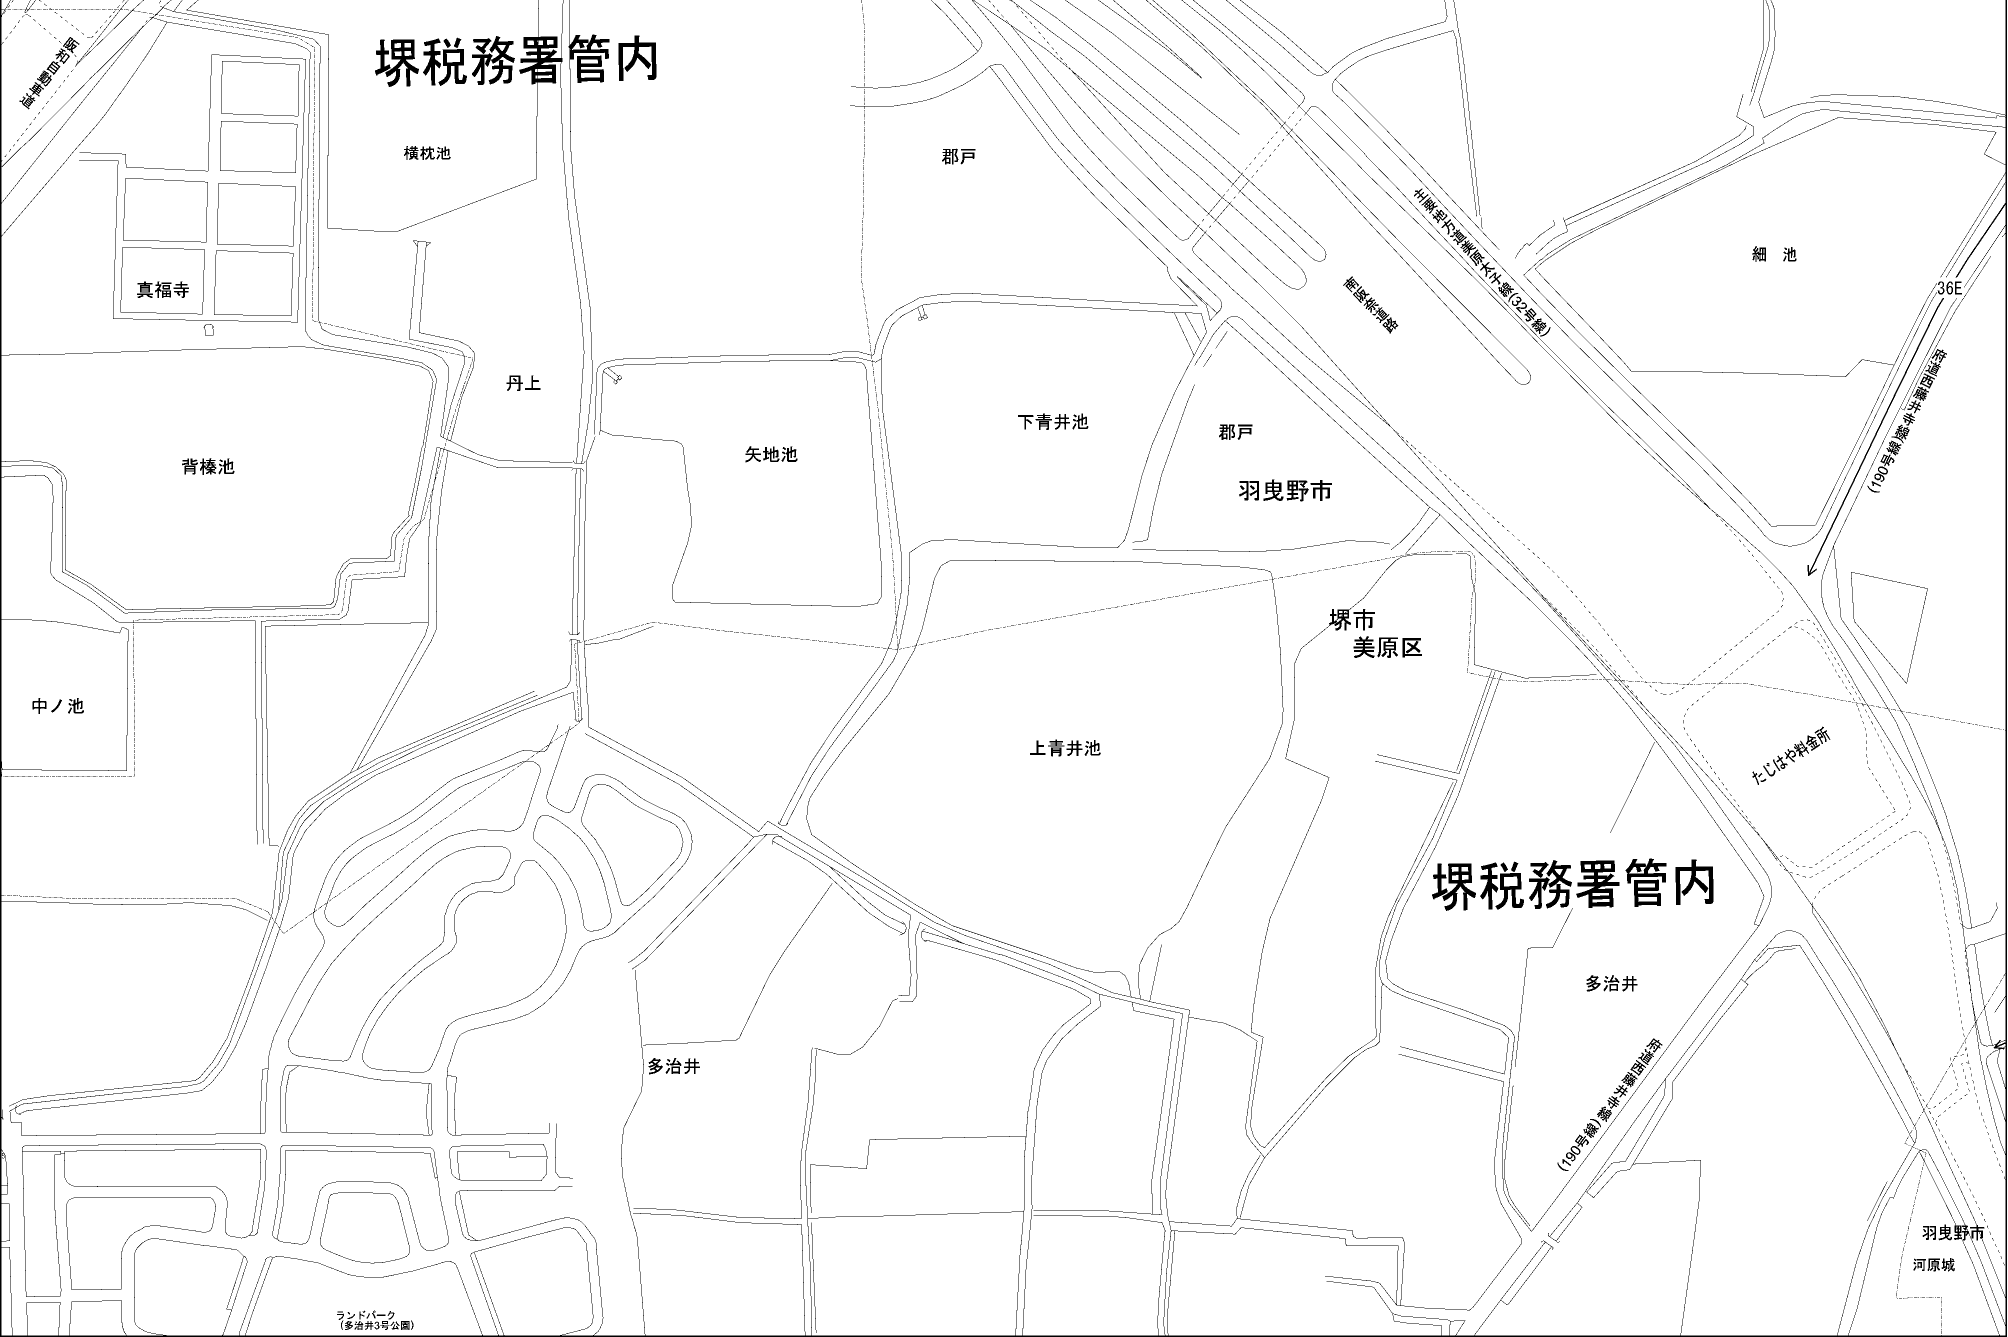 堺税務署管内
阪和自動車道
横枕池
郡戸
真福寺
主要地方道美原太子線(32号線)
細　池
36E
南阪奈道路
府道西藤井寺線
(190号線)
丹上
下青井池
郡戸
矢地池
背榛池
羽曳野市
堺市
美原区
中ノ池
上青井池
たじはや料金所
堺税務署管内
多治井
多治井
府道西藤井寺線
(190号線)
羽曳野市
河原城
ランドパーク
(多治井3号公園)